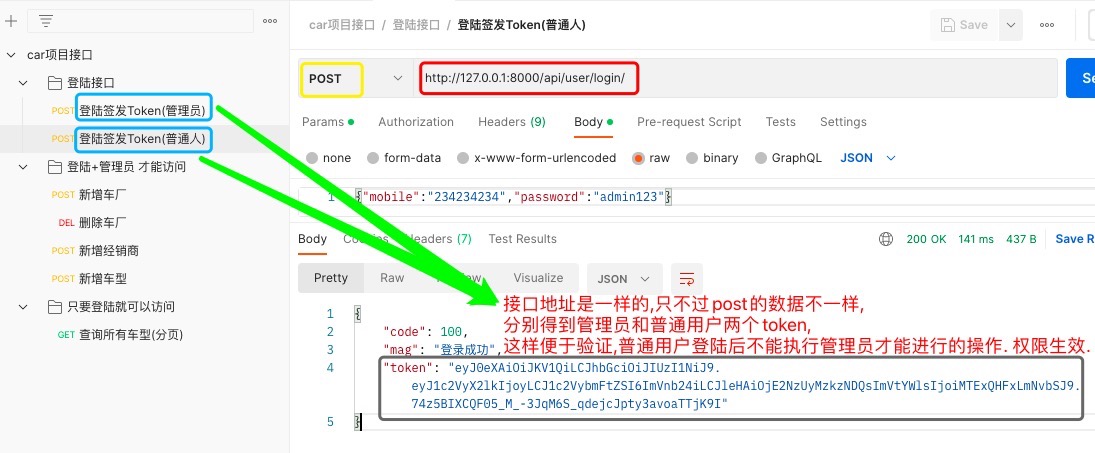 car项目接口
登陆接口
POST 登陆签发Token(管理员)
POST 登陆签发Token(普通人)
登陆+管理员 才能访问
POST 新增车厂
DEL 删除车厂
POST 新增经销商
POST 新增车型
只要登陆就可以访问
GET 查询所有车型(分页)
car项目接口 / 登陆接口 / 登陆签发Token(普通人)
Save
POST http://127.0.0.1:8000/api/user/login/
Params Authorization Headers (9) Body Pre-request Script Tests Settings
none form-data x-www-form-urlencoded raw binary GraphQL JSON
1 {"mobile":"234234234","password":"admin123"}
Body Headers (7) Test Results 200 OK 141 ms 437 B Save R
Pretty Raw Visualize JSON
接口地址是一样的,只不过post的数据不一样,
分别得到管理员和普通用户两个token,
这样便于验证,普通用户登陆后不能执行管理员才能进行的操作. 权限生效.
1 {
2 "code": 100,
3 "mag": "登录成功",
4 "token": "eyJ0eXAiOiJKV1QiLCJhbGciOiJIUzI1NiJ9.
eyJ1c2VyX2lkIjoyLCJ1c2VybmFtZSI6ImVnb24iLCJleHAiOjE2NzUyMzkzNDQsImVtYWlsIjoiMTExQHFxLmNvbSJ9.
74z5BIXCQF05_M_-3JqM6S_qdejcJpty3avoaTTjK9I"
5 }